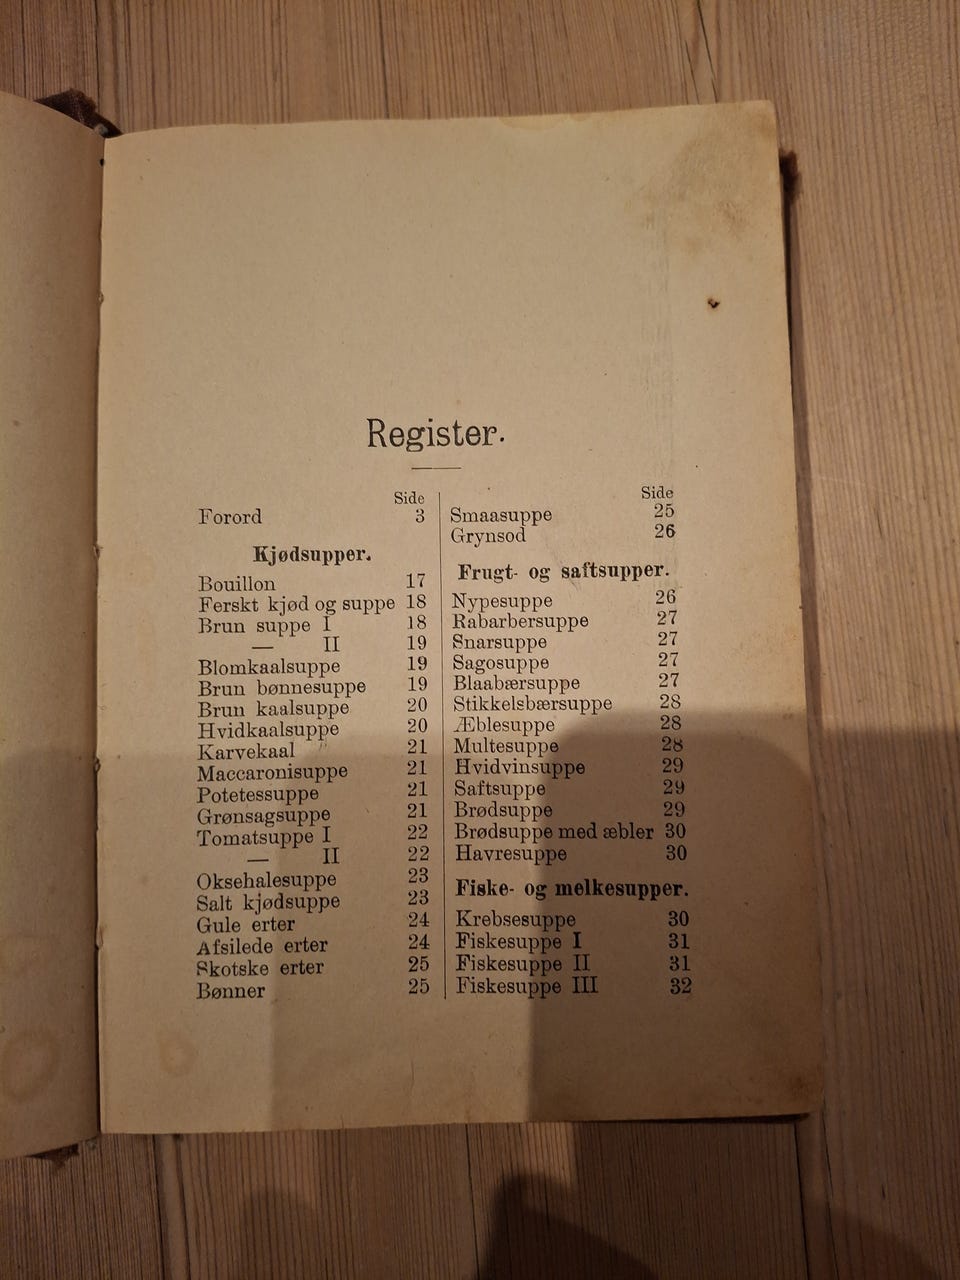 Register.
Side
Forord 3
Kjødsupper.
Bouillon 17
Ferskt kjød og suppe 18
Brun suppe I 18
— II 19
Blomkaalsuppe 19
Brun bønnesuppe 19
Brun kaalsuppe 20
Hvidkaalsuppe 20
Karvekaal 21
Maccaronisuppe 21
Potetessuppe 21
Grønsagsuppe 21
Tomatsuppe I 22
— II 22
Oksehalesuppe 23
Salt kjødsuppe 23
Gule erter 24
Afsilede erter 24
Skotske erter 25
Bønner 25
Side
Smaasuppe 25
Grynsod 26
Frugt- og saftsupper.
Nypesuppe 26
Rabarbersuppe 27
Snarsuppe 27
Sagosuppe 27
Blaabærsuppe 27
Stikkelsbærsuppe 28
Æblesuppe 28
Multesuppe 28
Hvidvinsuppe 29
Saftsuppe 29
Brødsuppe 29
Brødsuppe med æbler 30
Havresuppe 30
Fiske- og melkesupper.
Krebsesuppe 30
Fiskesuppe I 31
Fiskesuppe II 31
Fiskesuppe III 32